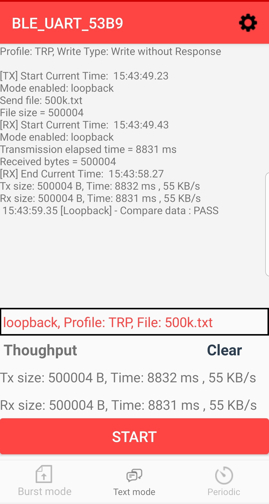 BLE_UART_53B9
Profile: TRP, Write Type: Write without Response
[TX] Start Current Time:  15:43:49.23
Mode enabled: loopback
Send file: 500k.txt
File size = 500004
[RX] Start Current Time:  15:43:49.43
Mode enabled: loopback
Transmission elapsed time = 8831 ms
Received bytes = 500004
[RX] End Current Time:  15:43:58.27
Tx size: 500004 B, Time: 8832 ms , 55 KB/s
Rx size: 500004 B, Time: 8831 ms , 55 KB/s
15:43:59.35 [Loopback] - Compare data : PASS
loopback, Profile: TRP, File: 500k.txt
Thoughput Clear
Tx size: 500004 B, Time: 8832 ms , 55 KB/s
Rx size: 500004 B, Time: 8831 ms , 55 KB/s
START
Burst mode Text mode Periodic